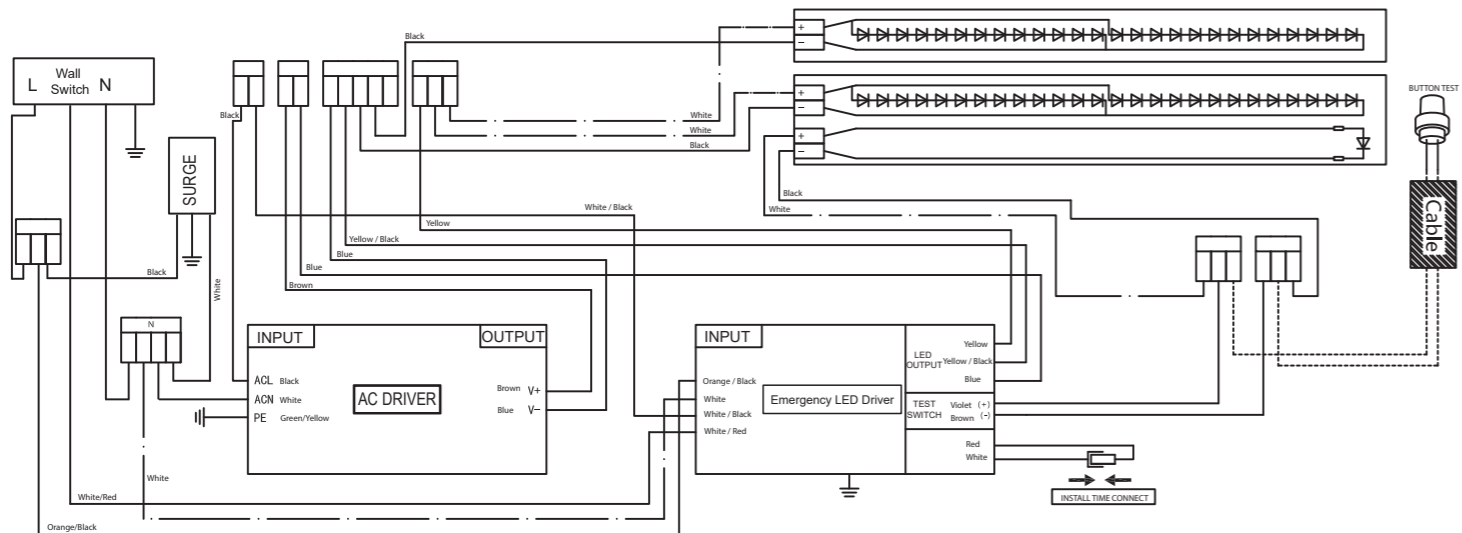 Black
+
−
Wall
Switch
L
N
BUTTON TEST
+
−
Black
White
White
Black
+
−
SURGE
Cable
Black
White
White / Black
Yellow
Yellow / Black
Blue
Black
Blue
White
Brown
N
INPUT
OUTPUT
INPUT
LED
OUTPUT
Yellow
Yellow / Black
Blue
ACL
Black
ACN
White
PE
Green/Yellow
AC DRIVER
Brown
V+
Blue
V−
Orange / Black
White
White / Black
White / Red
Emergency LED Driver
TEST
SWITCH
Violet (+)
Brown (-)
Red
White
White
White/Red
INSTALL TIME CONNECT
Orange/Black